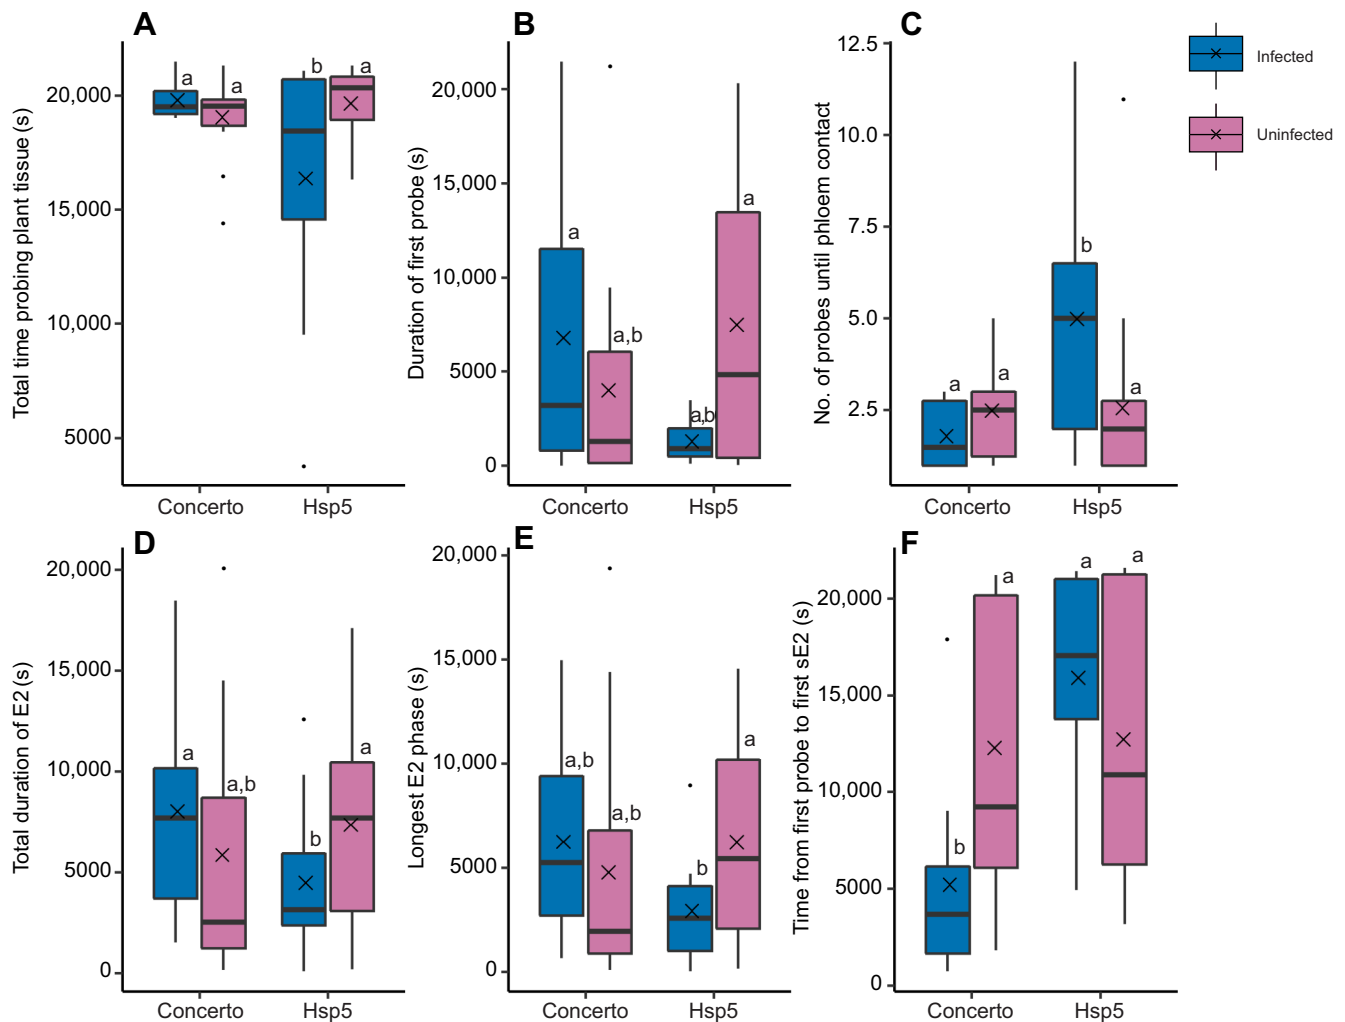 A
Total time probing plant tissue (s)
20,000
15,000
10,000
5000
a
a
b
a
Concerto
Hsp5
B
Duration of first probe (s)
20,000
15,000
10,000
5000
0
a
a,b
a,b
a
Concerto
Hsp5
C
No. of probes until phloem contact
12.5
10.0
7.5
5.0
2.5
a
a
b
a
Concerto
Hsp5
Infected
Uninfected
D
Total duration of E2 (s)
20,000
15,000
10,000
5000
0
a
a,b
b
a
Concerto
Hsp5
E
Longest E2 phase (s)
20,000
15,000
10,000
5000
0
a,b
a,b
b
a
Concerto
Hsp5
F
Time from first probe to first sE2 (s)
20,000
15,000
10,000
5000
0
b
a
a
a
Concerto
Hsp5